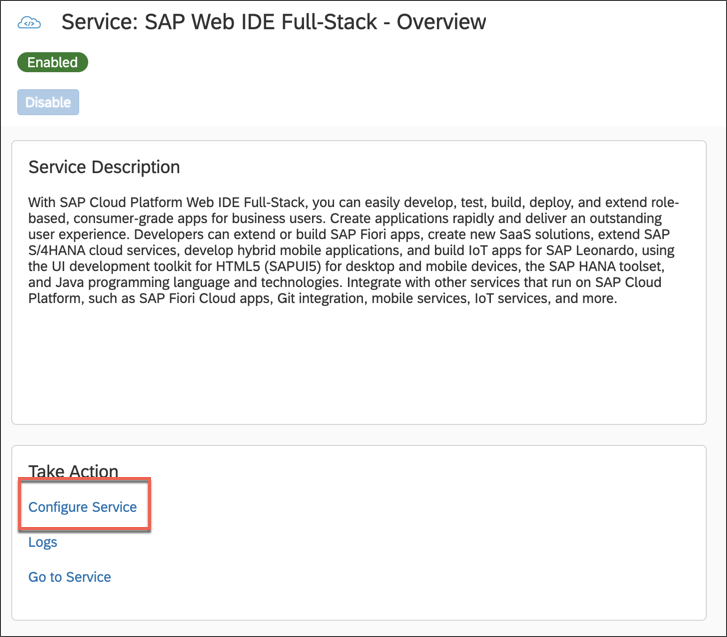 Service: SAP Web IDE Full-Stack - Overview
Enabled
Disable
Service Description
With SAP Cloud Platform Web IDE Full-Stack, you can easily develop, test, build, deploy, and extend role-
based, consumer-grade apps for business users. Create applications rapidly and deliver an outstanding
user experience. Developers can extend or build SAP Fiori apps, create new SaaS solutions, extend SAP
S/4HANA cloud services, develop hybrid mobile applications, and build IoT apps for SAP Leonardo, using
the UI development toolkit for HTML5 (SAPUI5) for desktop and mobile devices, the SAP HANA toolset,
and Java programming language and technologies. Integrate with other services that run on SAP Cloud
Platform, such as SAP Fiori Cloud apps, Git integration, mobile services, IoT services, and more.
Take Action
Configure Service
Logs
Go to Service